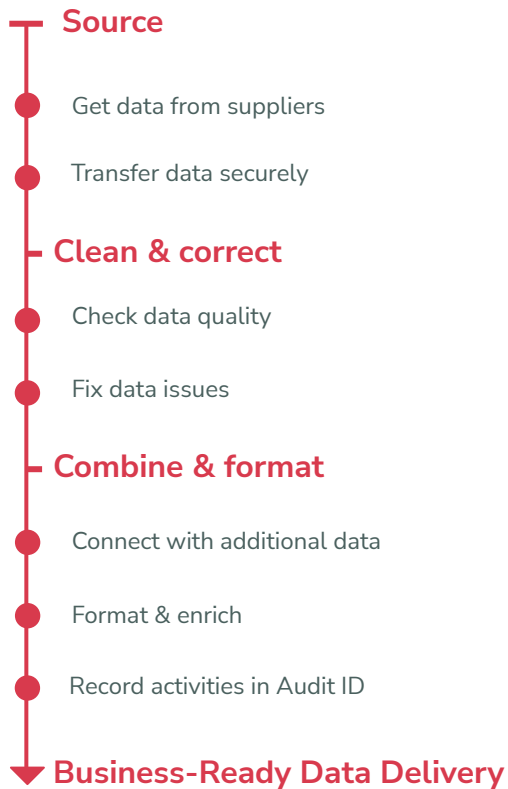 Source
Get data from suppliers
Transfer data securely
Clean & correct
Check data quality
Fix data issues
Combine & format
Connect with additional data
Format & enrich
Record activities in Audit ID
Business-Ready Data Delivery